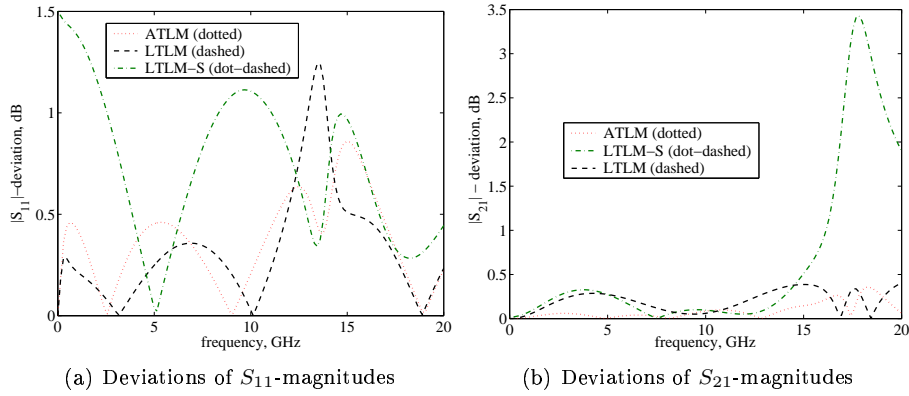 1.5
1
0.5
0
0
5
10
15
20
|S11|−deviation, dB
frequency, GHz
ATLM (dotted)
LTLM (dashed)
LTLM−S (dot−dashed)
(a) Deviations of S11-magnitudes
3.5
3
2.5
2
1.5
1
0.5
0
0
5
10
15
20
|S21| − deviation, dB
frequency, GHz
ATLM (dotted)
LTLM−S (dot−dashed)
LTLM (dashed)
(b) Deviations of S21-magnitudes